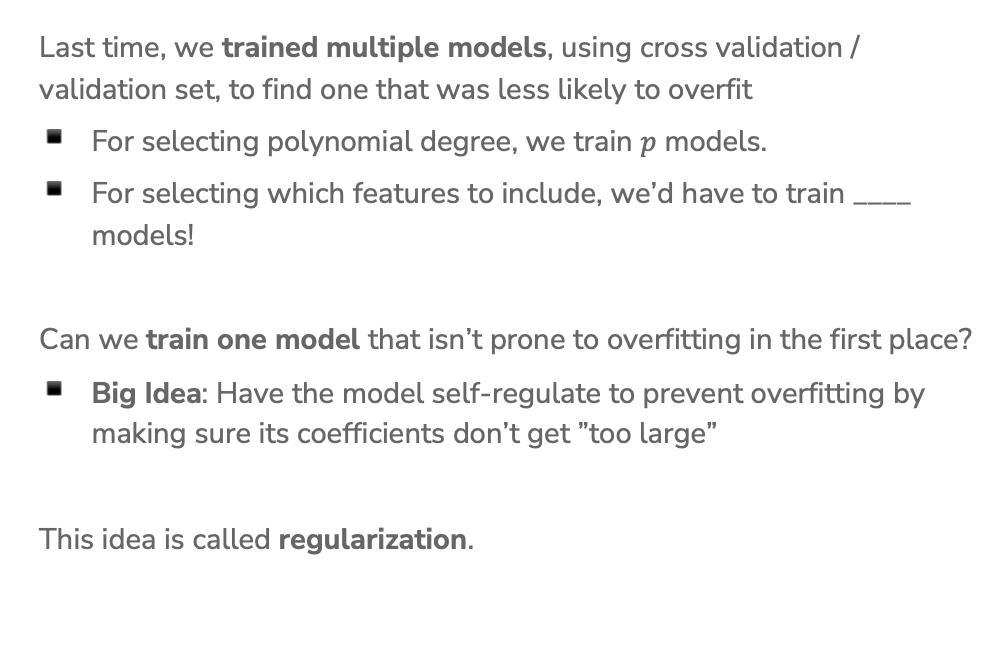 Last time, we trained multiple models, using cross validation /
validation set, to find one that was less likely to overfit
▪ For selecting polynomial degree, we train p models.
▪ For selecting which features to include, we’d have to train ____
models!
Can we train one model that isn’t prone to overfitting in the first place?
▪ Big Idea: Have the model self-regulate to prevent overfitting by
making sure its coefficients don’t get ”too large”
This idea is called regularization.